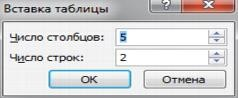 Вставка таблицы
Число столбцов: 5
Число строк: 2
ОК Отмена